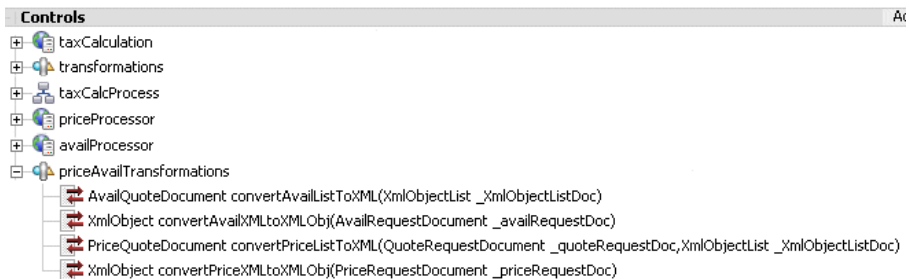 Controls
taxCalculation
transformations
taxCalcProcess
priceProcessor
availProcessor
priceAvailTransformations
AvailQuoteDocument convertAvailListToXML(XmlObjectList _XmlObjectListDoc)
XmlObject convertAvailXMLtoXMLObj(AvailRequestDocument _availRequestDoc)
PriceQuoteDocument convertPriceListToXML(QuoteRequestDocument _quoteRequestDoc,XmlObjectList _XmlObjectListDoc)
XmlObject convertPriceXMLtoXMLObj(PriceRequestDocument _priceRequestDoc)